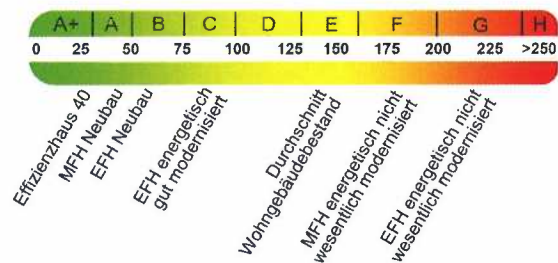 A+ A B C D E F G H
0 25 50 75 100 125 150 175 200 225 >250
Effizienzhaus 40
MFH Neubau
EFH Neubau
EFH energetisch
gut modernisiert
Durchschnitt
Wohngebäudebestand
MFH energetisch nicht
wesentlich modernisiert
EFH energetisch nicht
wesentlich modernisiert